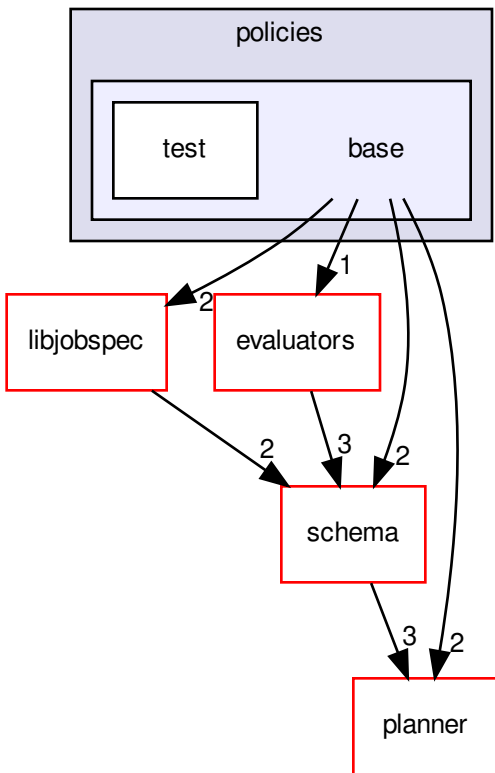 policies
test
base
1
2
libjobspec
evaluators
2
3
2
schema
3
2
planner